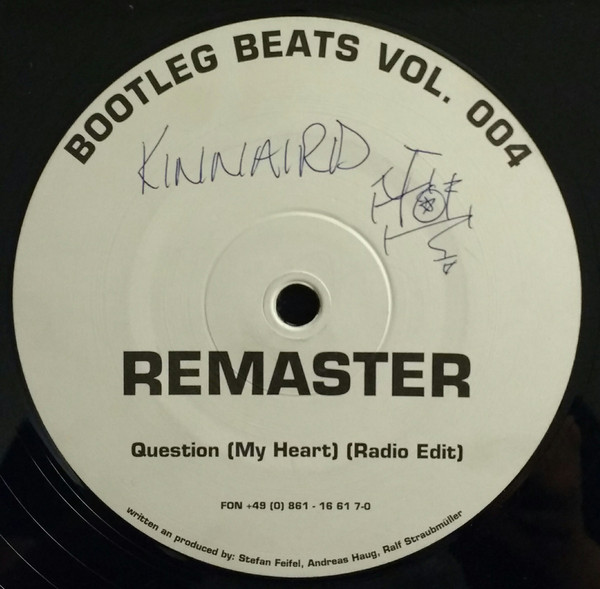 BOOTLEG BEATS VOL. 004
KINNAIRD
REMASTER
Question (My Heart) (Radio Edit)
FON +49 (0) 861 - 16 61 7-0
written an produced by: Stefan Feifel, Andreas Haug, Ralf Straubmüller